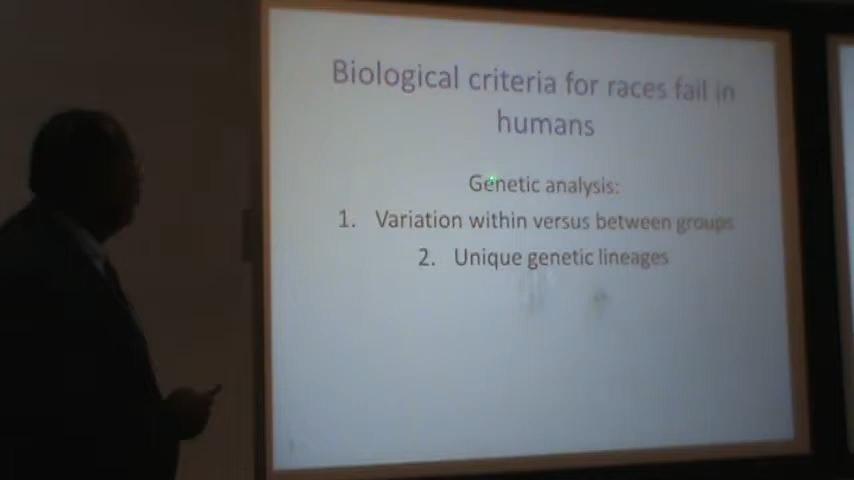 Biological criteria for races fail in
humans
Genetic analysis:
1. Variation within versus between groups
2. Unique genetic lineages